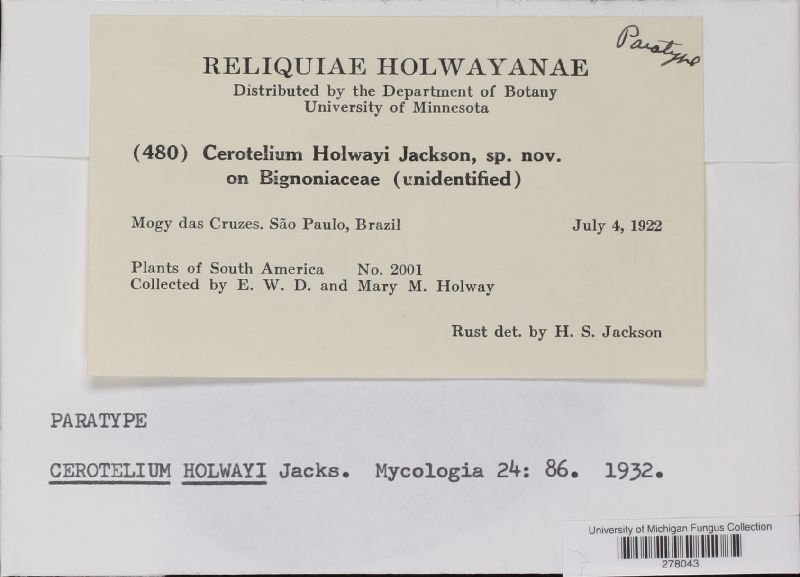 Paratype
RELIQUIAE HOLWAYANAE
Distributed by the Department of Botany
University of Minnesota
(480) Cerotelium Holwayi Jackson, sp. nov.
on Bignoniaceae (unidentified)
Mogy das Cruzes. São Paulo, Brazil July 4, 1922
Plants of South America No. 2001
Collected by E. W. D. and Mary M. Holway
Rust det. by H. S. Jackson
PARATYPE
CEROTELIUM HOLWAYI Jacks. Mycologia 24: 86. 1932.
University of Michigan Fungus Collection
278043